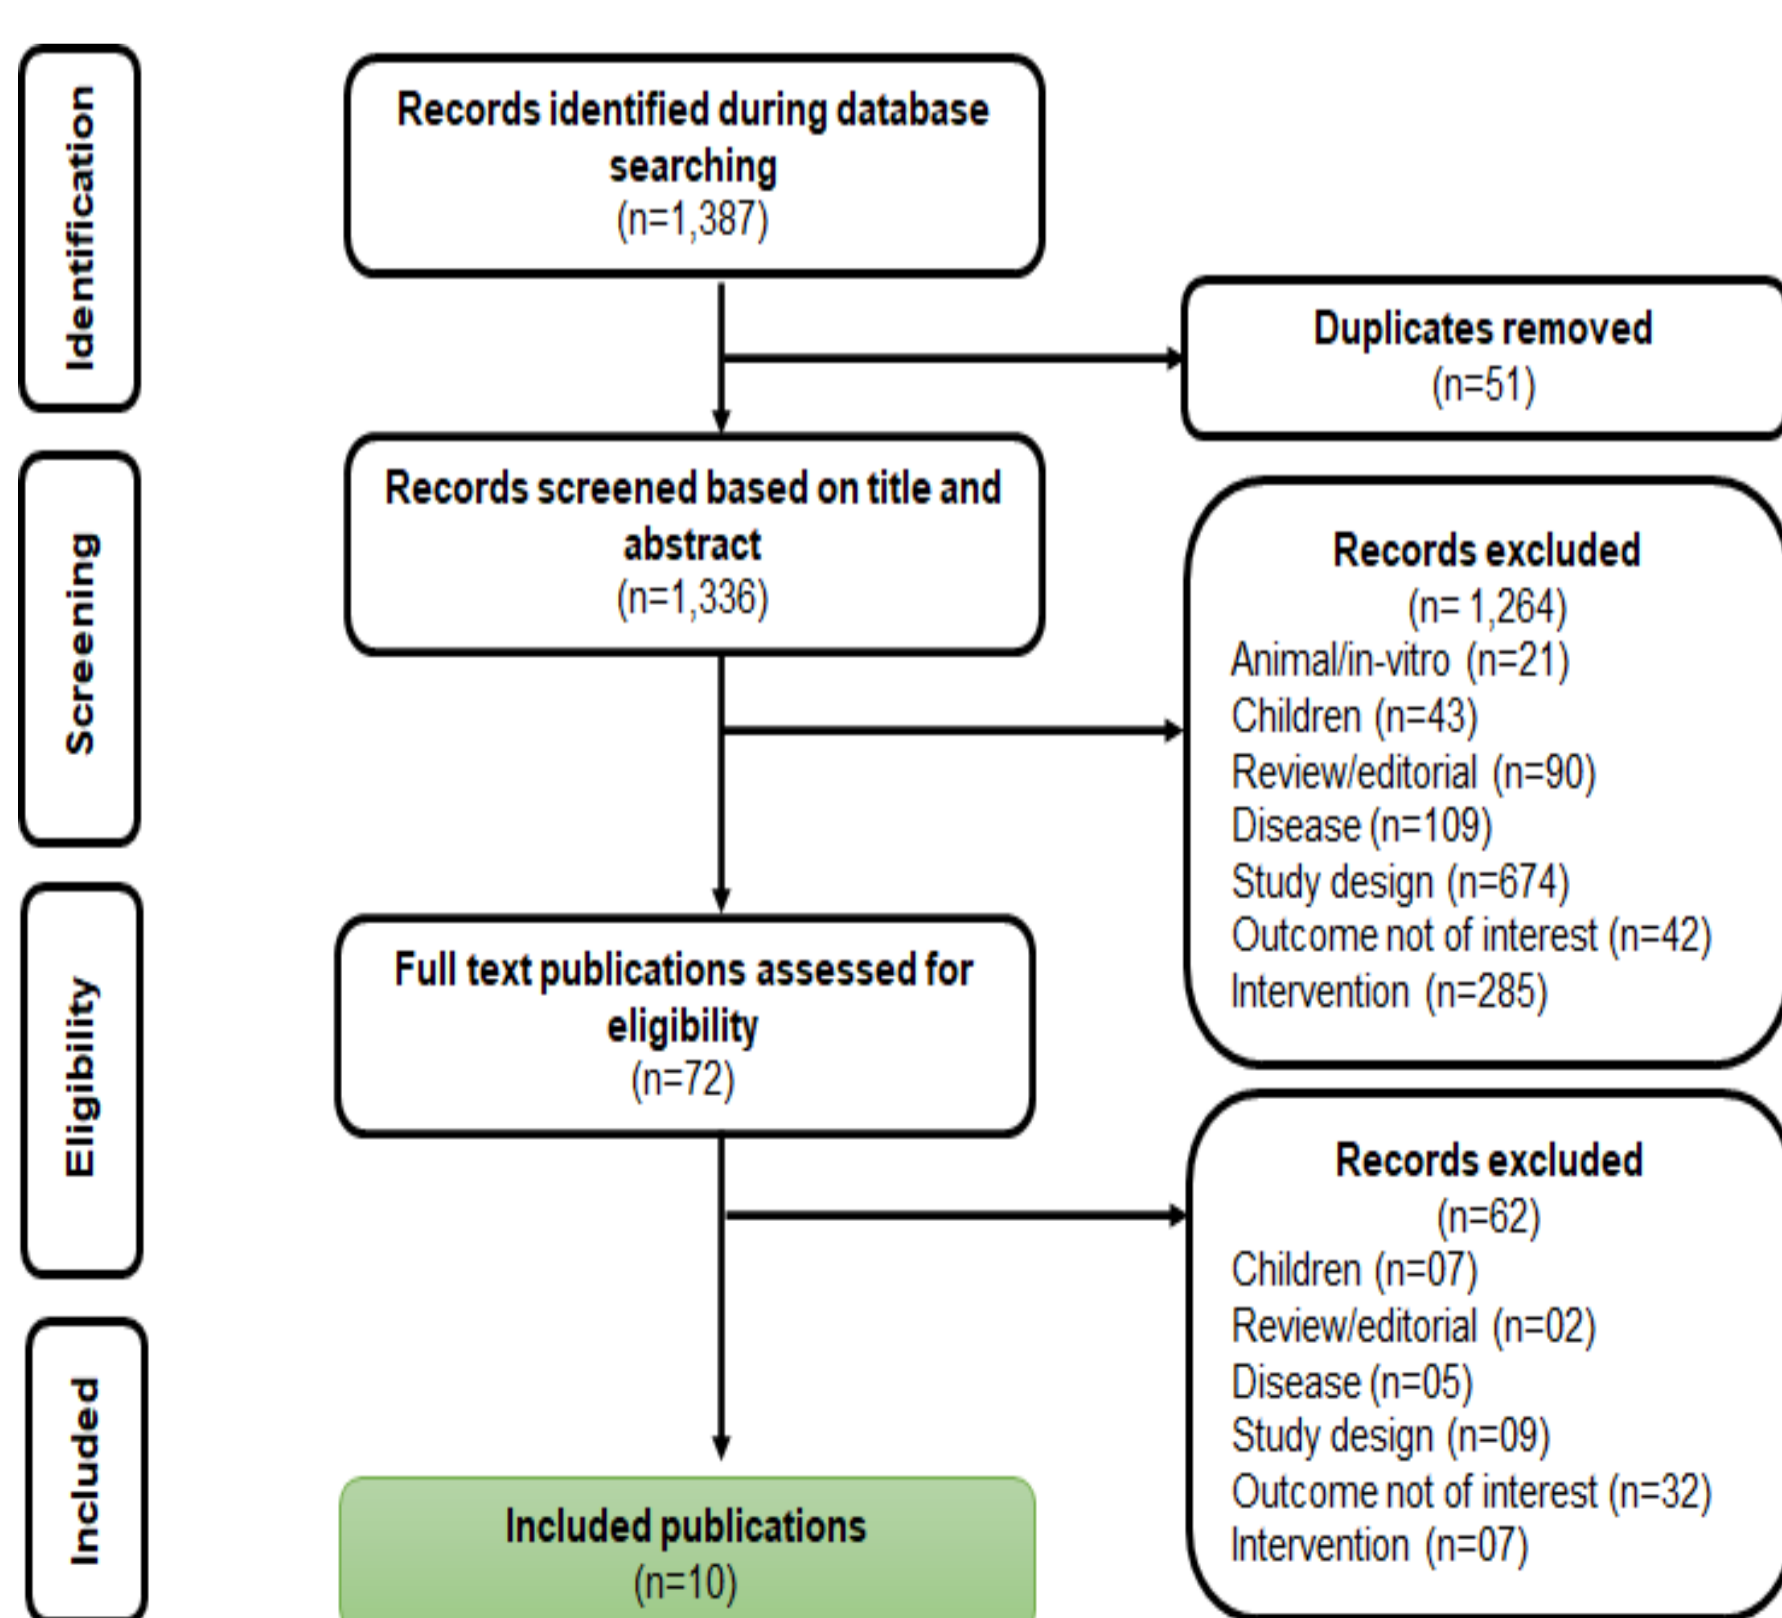 Identification
Records identified during database
searching
(n=1,387)
Duplicates removed
(n=51)
Screening
Records screened based on title and
abstract
(n=1,336)
Records excluded
(n= 1,264)
Animal/in-vitro (n=21)
Children (n=43)
Review/editorial (n=90)
Disease (n=109)
Study design (n=674)
Outcome not of interest (n=42)
Intervention (n=285)
Eligibility
Full text publications assessed for
eligibility
(n=72)
Records excluded
(n=62)
Children (n=07)
Review/editorial (n=02)
Disease (n=05)
Study design (n=09)
Outcome not of interest (n=32)
Intervention (n=07)
Included
Included publications
(n=10)